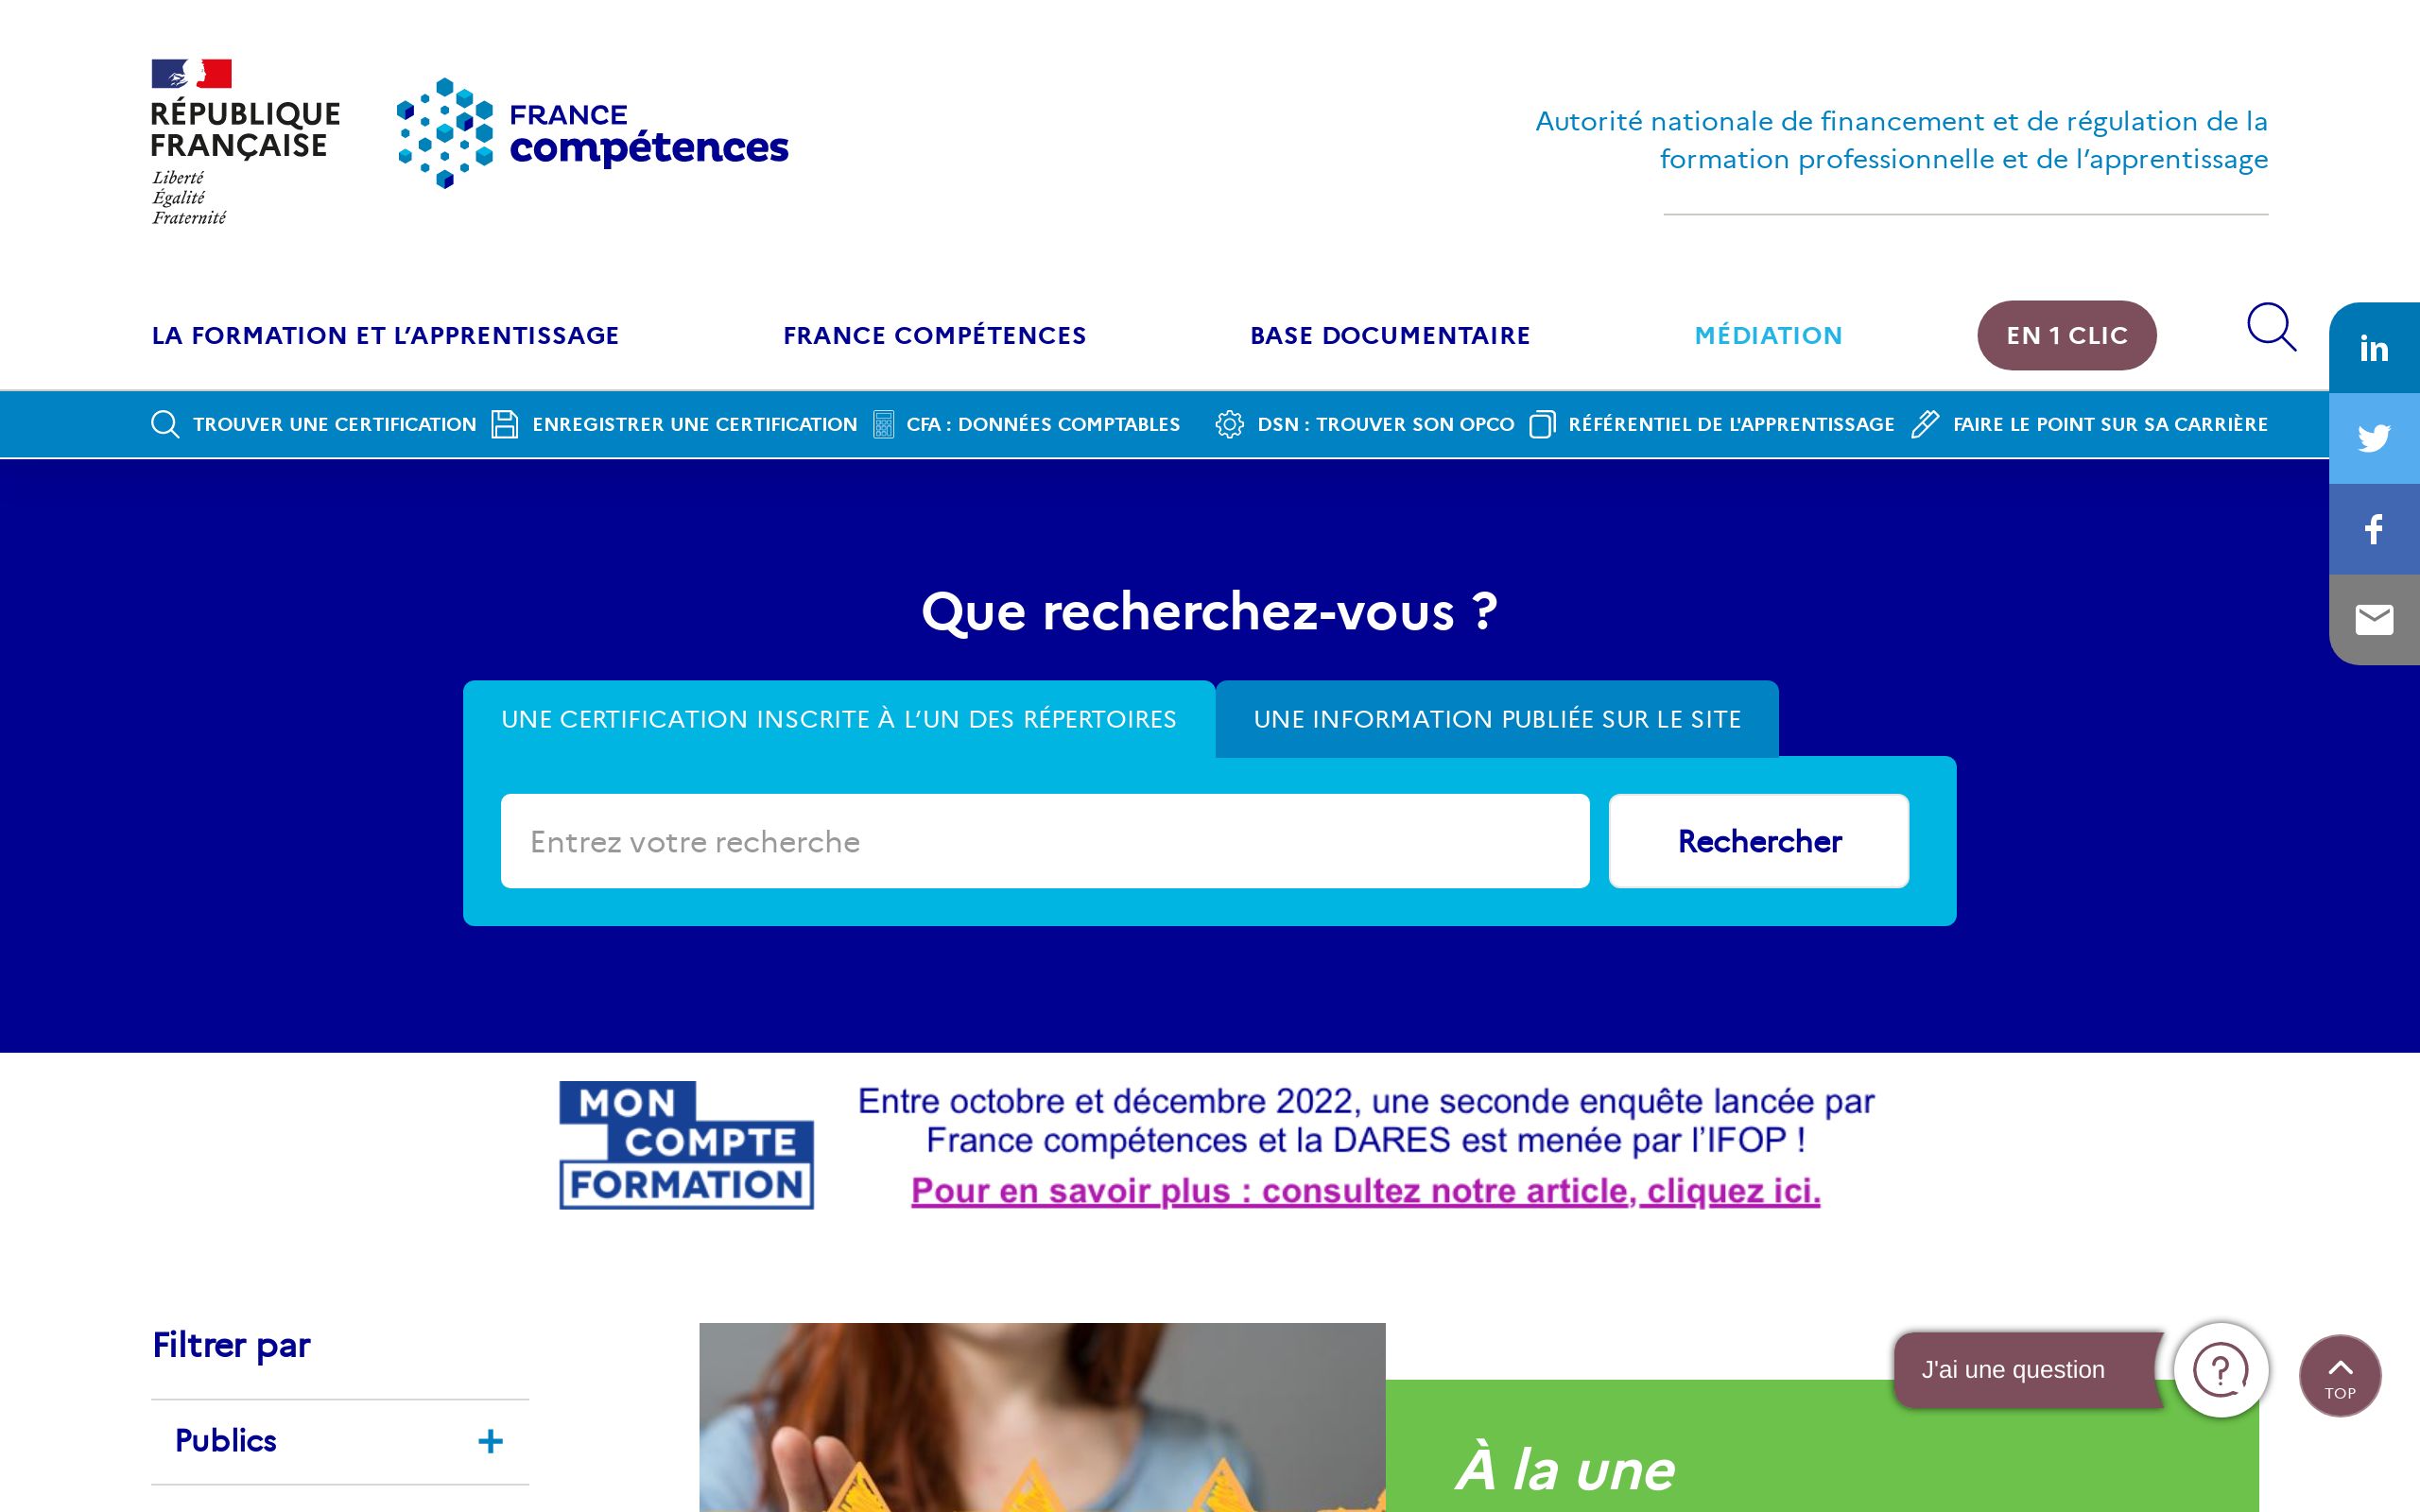 RÉPUBLIQUE
FRANÇAISE
Liberté
Égalité
Fraternité
FRANCE
compétences
Autorité nationale de financement et de régulation de la
formation professionnelle et de l’apprentissage
LA FORMATION ET L’APPRENTISSAGE
FRANCE COMPÉTENCES
BASE DOCUMENTAIRE
MÉDIATION
EN 1 CLIC
in
TROUVER UNE CERTIFICATION
ENREGISTRER UNE CERTIFICATION
CFA : DONNÉES COMPTABLES
DSN : TROUVER SON OPCO
RÉFÉRENTIEL DE L'APPRENTISSAGE
FAIRE LE POINT SUR SA CARRIÈRE
Que recherchez-vous ?
UNE CERTIFICATION INSCRITE À L’UN DES RÉPERTOIRES
UNE INFORMATION PUBLIÉE SUR LE SITE
Entrez votre recherche
Rechercher
MON
COMPTE
FORMATION
Entre octobre et décembre 2022, une seconde enquête lancée par
France compétences et la DARES est menée par l’IFOP !
Pour en savoir plus : consultez notre article, cliquez ici.
Filtrer par
Publics
J'ai une question
TOP
À la une